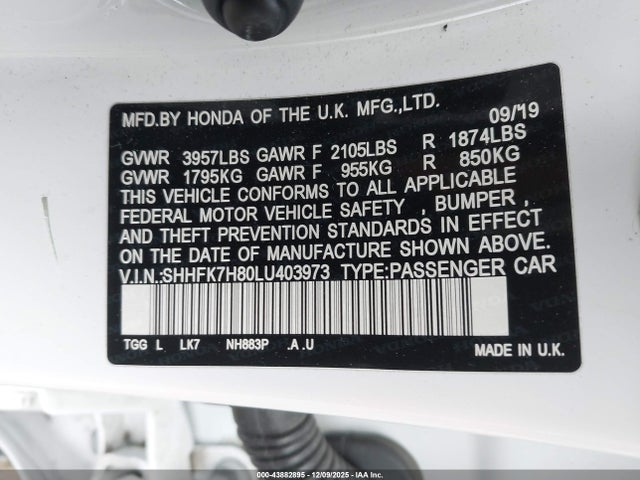 MFD.BY HONDA OF THE U.K. MFG.,LTD. 09/19
GVWR 3957LBS GAWR F 2105LBS R 1874LBS
GVWR 1795KG GAWR F 955KG R 850KG
THIS VEHICLE CONFORMS TO ALL APPLICABLE
FEDERAL MOTOR VEHICLE SAFETY , BUMPER ,
AND THEFT PREVENTION STANDARDS IN EFFECT
ON THE DATE OF MANUFACTURE SHOWN ABOVE.
V.I.N.:SHHFK7H80LU403973 TYPE:PASSENGER CAR
TGG L LK7 NH883P .A .U MADE IN U.K.
000-43882895 • 12/09/2025 - IAA Inc.